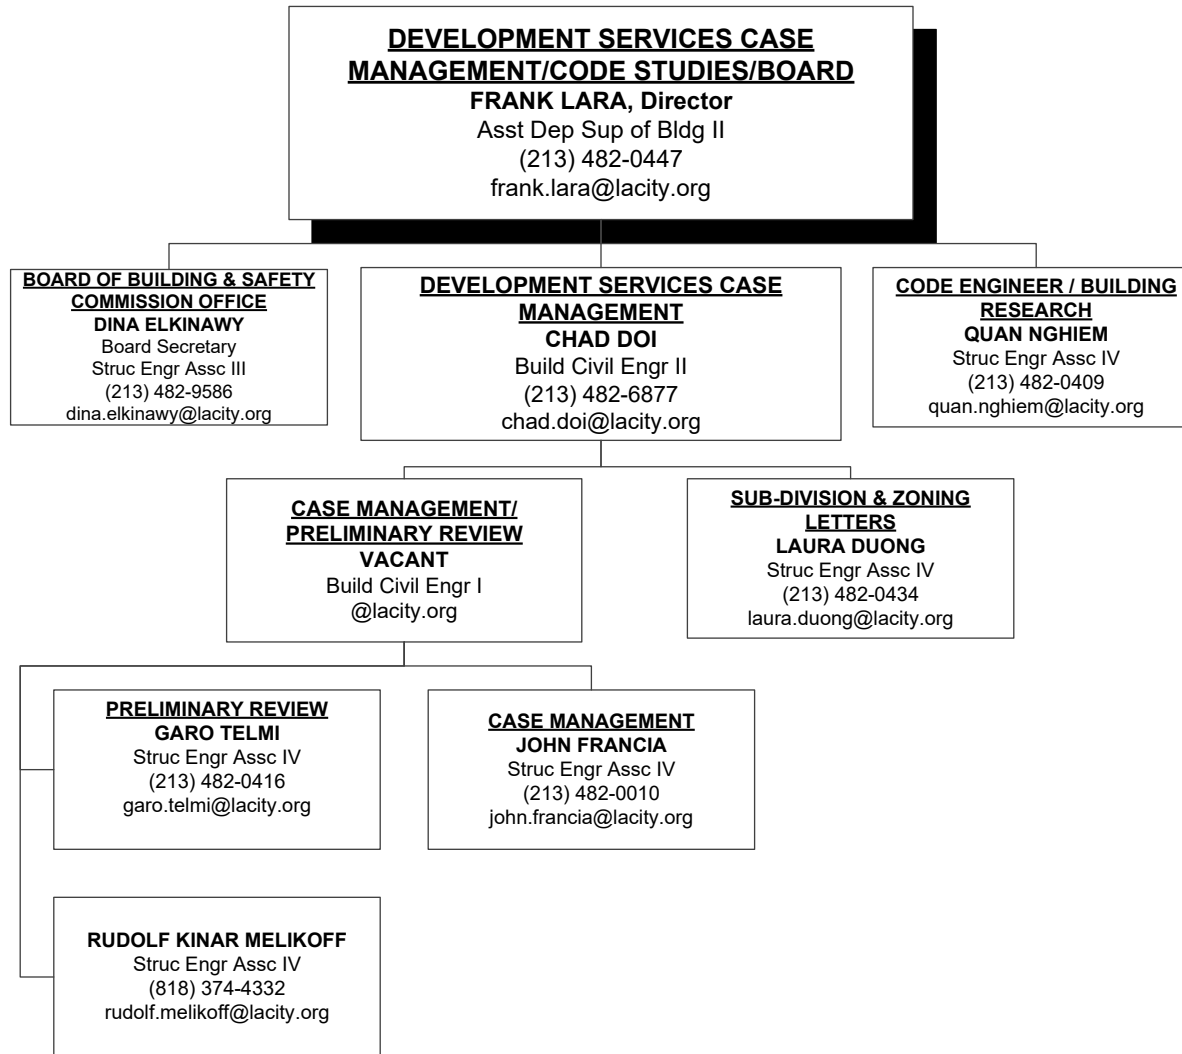 DEVELOPMENT SERVICES CASE
MANAGEMENT/CODE STUDIES/BOARD
FRANK LARA, Director
Asst Dep Sup of Bldg II
(213) 482-0447
frank.lara@lacity.org
BOARD OF BUILDING & SAFETY
COMMISSION OFFICE
DINA ELKINAWY
Board Secretary
Struc Engr Assc III
(213) 482-9586
dina.elkinawy@lacity.org
DEVELOPMENT SERVICES CASE
MANAGEMENT
CHAD DOI
Build Civil Engr II
(213) 482-6877
chad.doi@lacity.org
CODE ENGINEER / BUILDING
RESEARCH
QUAN NGHIEM
Struc Engr Assc IV
(213) 482-0409
quan.nghiem@lacity.org
CASE MANAGEMENT/
PRELIMINARY REVIEW
VACANT
Build Civil Engr I
@lacity.org
SUB-DIVISION & ZONING
LETTERS
LAURA DUONG
Struc Engr Assc IV
(213) 482-0434
laura.duong@lacity.org
PRELIMINARY REVIEW
GARO TELMI
Struc Engr Assc IV
(213) 482-0416
garo.telmi@lacity.org
CASE MANAGEMENT
JOHN FRANCIA
Struc Engr Assc IV
(213) 482-0010
john.francia@lacity.org
RUDOLF KINAR MELIKOFF
Struc Engr Assc IV
(818) 374-4332
rudolf.melikoff@lacity.org